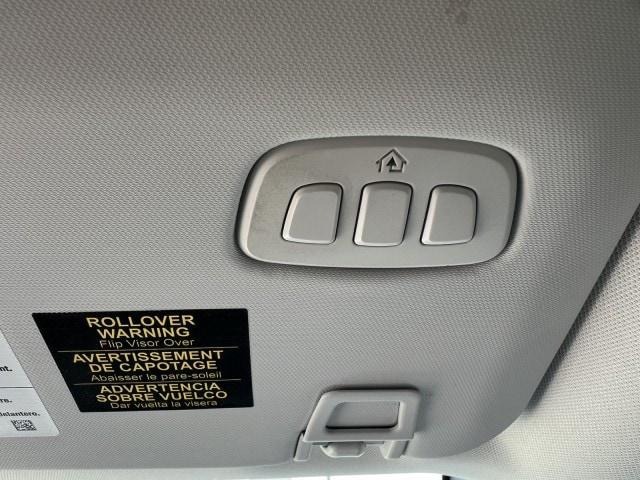 ROLLOVER
WARNING
Flip Visor Over
AVERTISSEMENT
DE CAPOTAGE
Abaisser le pare-soleil
ADVERTENCIA
SOBRE VUELCO
Dar vuelta la visera
delantero.